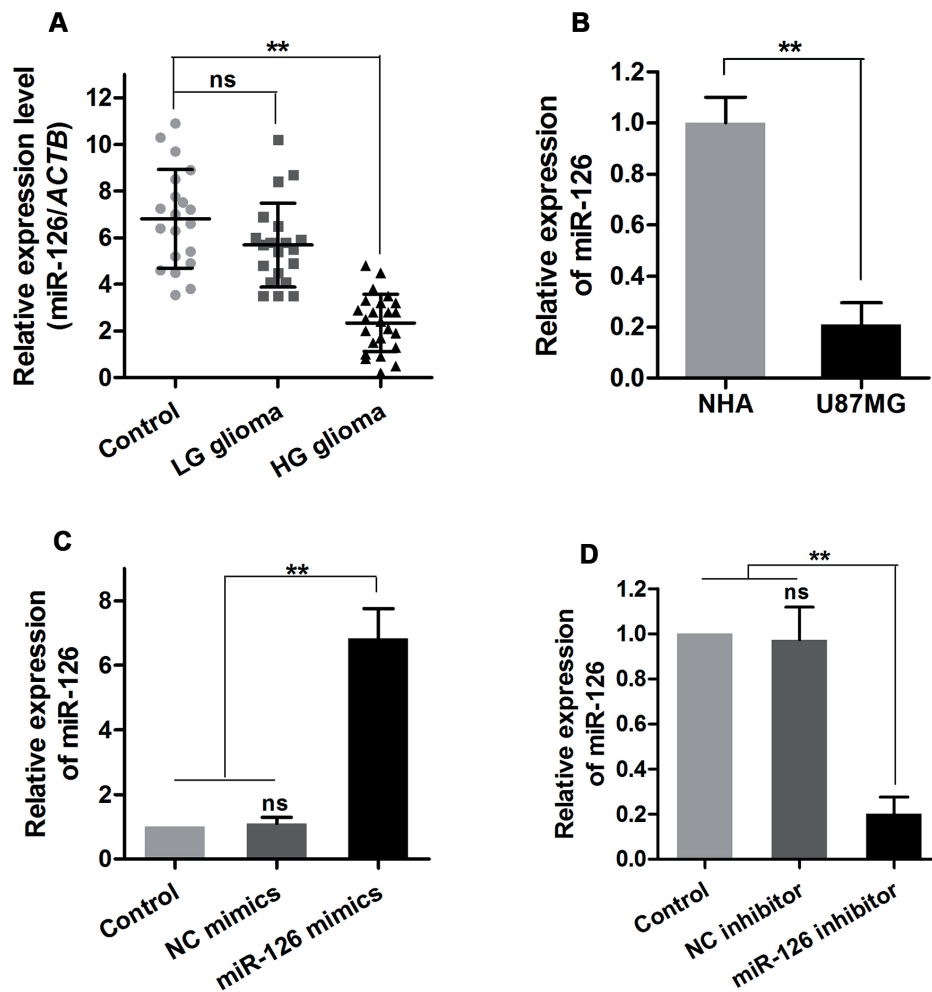 A
**
ns
Relative expression level
(miR-126/ACTB)
12
10
8
6
4
2
0
Control
LG glioma
HG glioma
B
**
Relative expression
of miR-126
1.2
1.0
0.8
0.6
0.4
0.2
0.0
NHA
U87MG
C
**
Relative expression
of miR-126
8
6
4
2
0
ns
Control
NC mimics
miR-126 mimics
D
**
ns
Relative expression
of miR-126
1.2
1.0
0.8
0.6
0.4
0.2
0.0
Control
NC inhibitor
miR-126 inhibitor